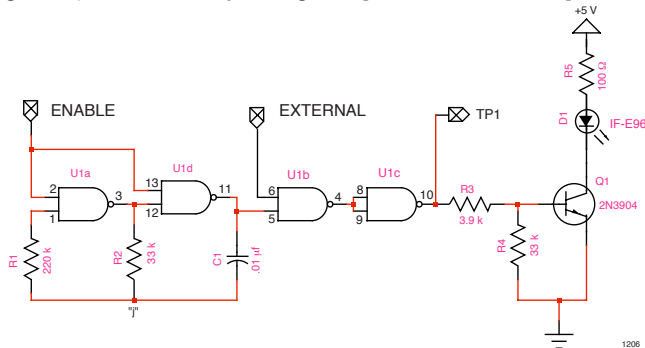 +5 V
R5
100 Ω
D1
IF-E96
ENABLE
EXTERNAL
TP1
U1a
U1d
U1b
U1c
2
1
3
13
12
11
6
5
4
8
9
10
R3
3.9 k
Q1
2N3904
R1
220 k
R2
33 k
C1
.01 µf
R4
33 k
"j"
1206